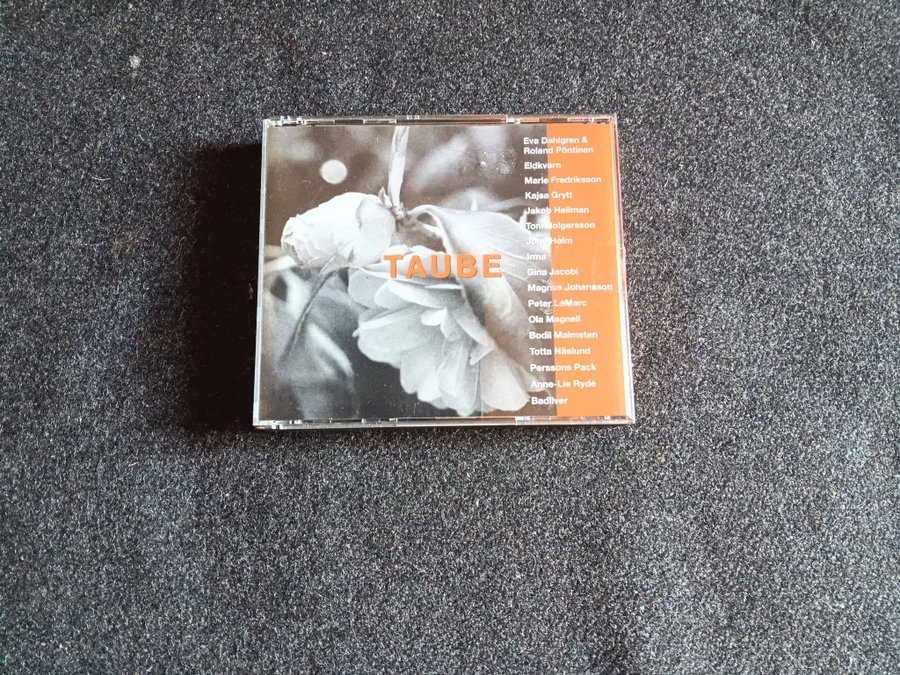 Eva Dahlgren &
Roland Pöntinen
Eldkvarn
Marie Fredriksson
Kajsa Grytt
Jakob Hellman
Tomi Holgersson
John Holm
Irma
Gina Jacobi
Magnus Johansson
Peter LeMarc
Ola Magnell
Bodil Malmsten
Totta Näslund
Perssons Pack
Anne-Lie Rydé
Badliver
TAUBE